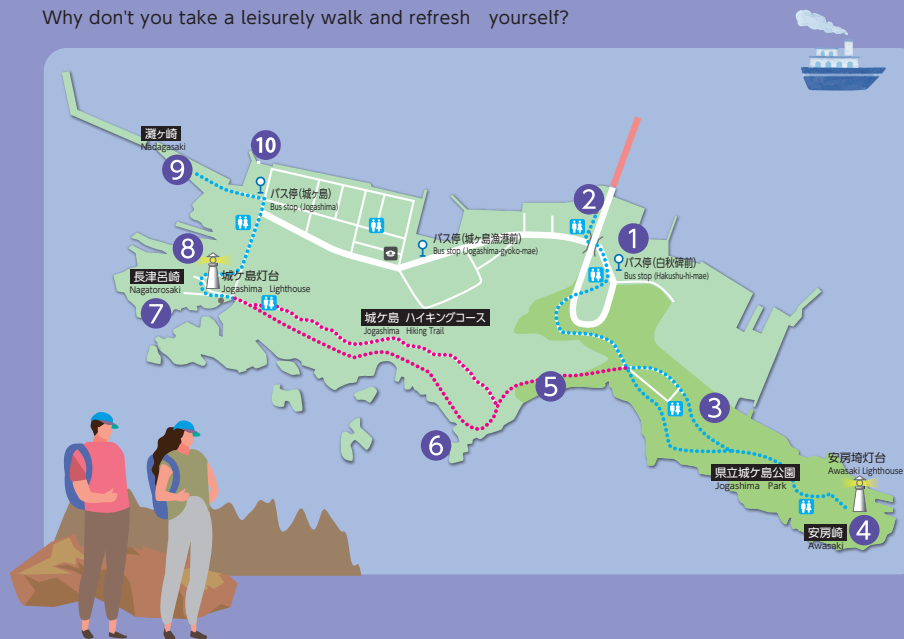 Why don't you take a leisurely walk and refresh yourself?
灘ヶ崎
Nadagasaki
10
9
バス停(城ヶ島)
Bus stop (Jogashima)
2
1
バス停(城ヶ島漁港前)
Bus stop (Jogashima-gyoko-mae)
バス停(白秋碑前)
Bus stop (Hakushu-hi-mae)
8
長津呂崎
Nagatorosaki
城ケ島灯台
Jogashima Lighthouse
7
城ケ島 ハイキングコース
Jogashima Hiking Trail
5
3
6
県立城ケ島公園
Jogashima Park
安房埼灯台
Awasaki Lighthouse
安房崎
Awasaki
4